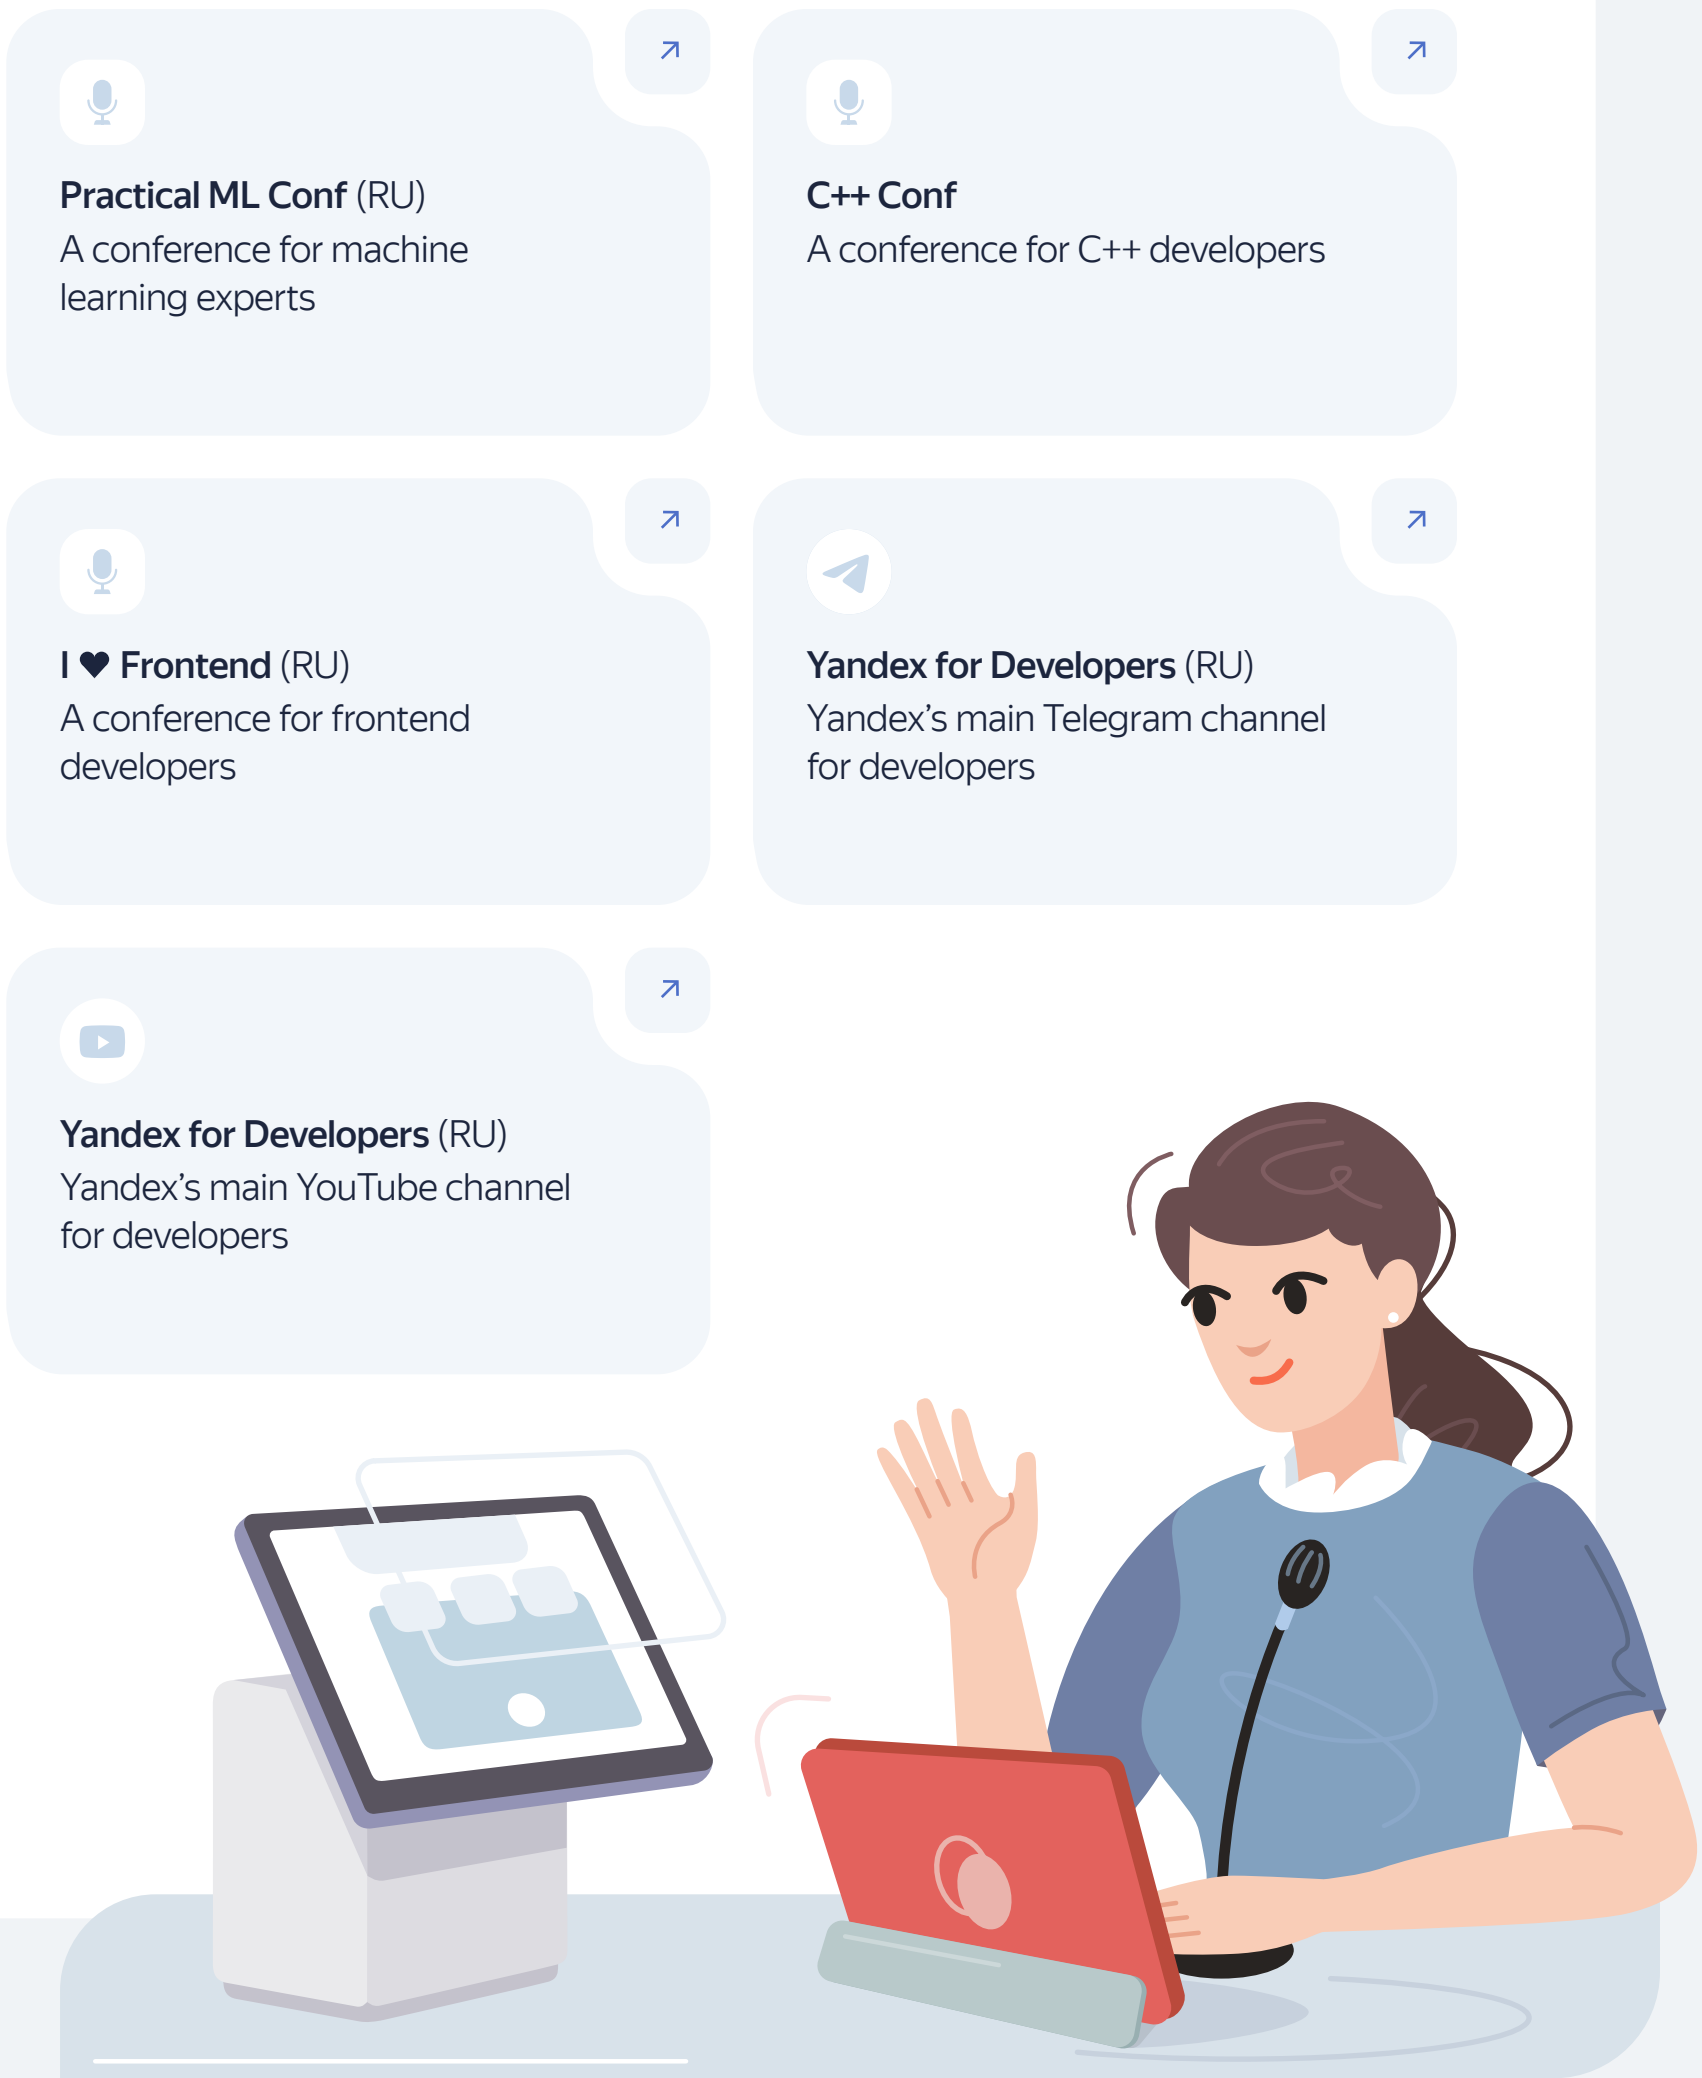 Practical ML Conf (RU)
A conference for machine
learning experts
C++ Conf
A conference for C++ developers
I ♥ Frontend (RU)
A conference for frontend
developers
Yandex for Developers (RU)
Yandex’s main Telegram channel
for developers
Yandex for Developers (RU)
Yandex’s main YouTube channel
for developers